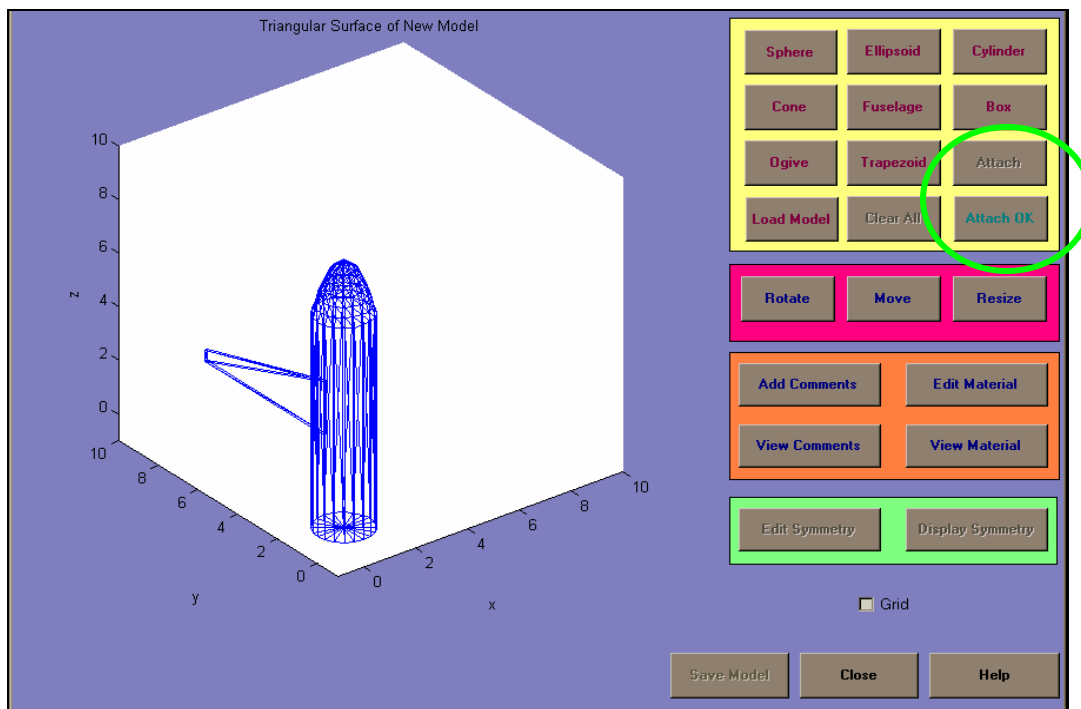 Triangular Surface of New Model
10
8
6
4
2
0
z
10
8
6
4
2
0
y
0
2
4
6
8
10
x
Sphere Ellipsoid Cylinder
Cone Fuselage Box
Ogive Trapezoid Attach
Load Model Clear All Attach OK
Rotate Move Resize
Add Comments Edit Material
View Comments View Material
Edit Symmetry Display Symmetry
Grid
Save Model Close Help